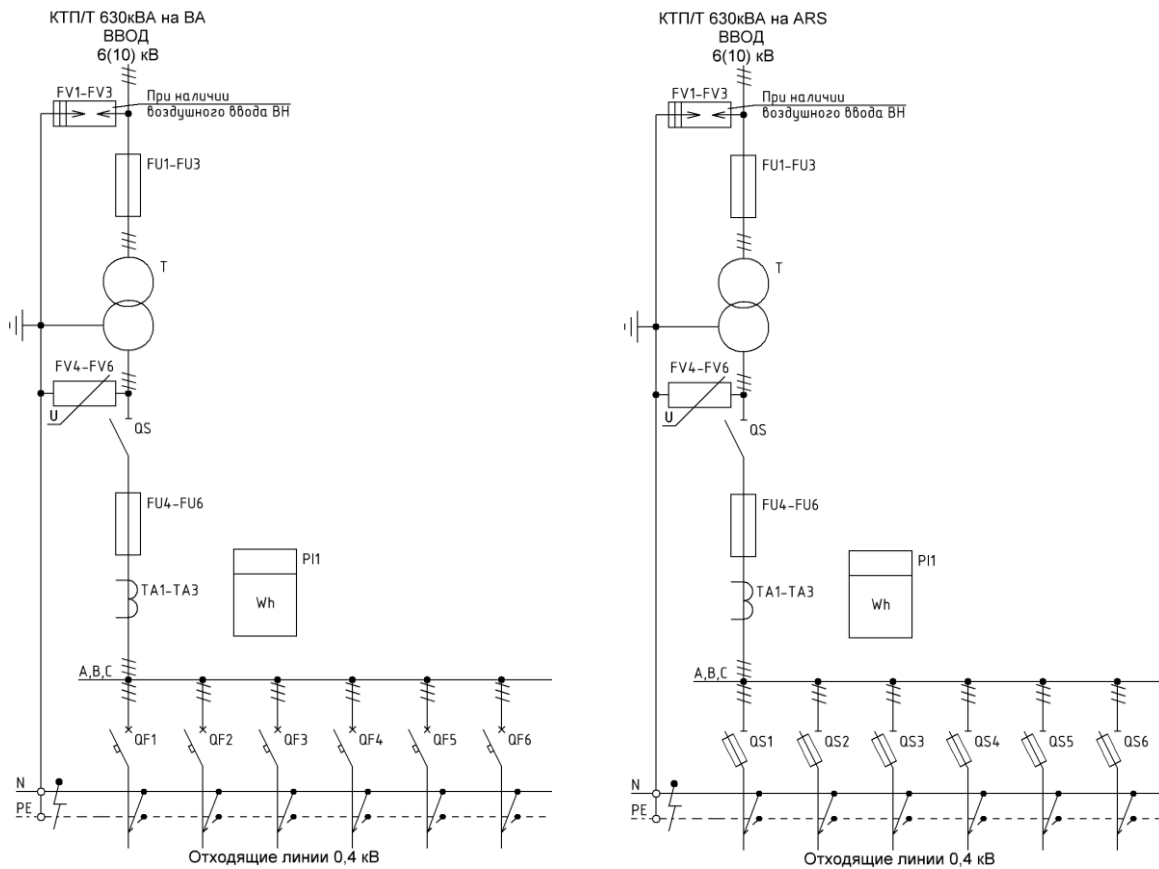 КТП/Т 630кВА на ВА
ВВОД
6(10) кВ
FV1-FV3
При наличии
воздушного ввода ВН
FU1-FU3
T
FV4-FV6
U
QS
FU4-FU6
PI1
TA1-TA3
Wh
A,B,C
QF1
QF2
QF3
QF4
QF5
QF6
N
PE
Отходящие линии 0,4 кВ
КТП/Т 630кВА на ARS
ВВОД
6(10) кВ
FV1-FV3
При наличии
воздушного ввода ВН
FU1-FU3
T
FV4-FV6
U
QS
FU4-FU6
PI1
TA1-TA3
Wh
A,B,C
QS1
QS2
QS3
QS4
QS5
QS6
N
PE
Отходящие линии 0,4 кВ